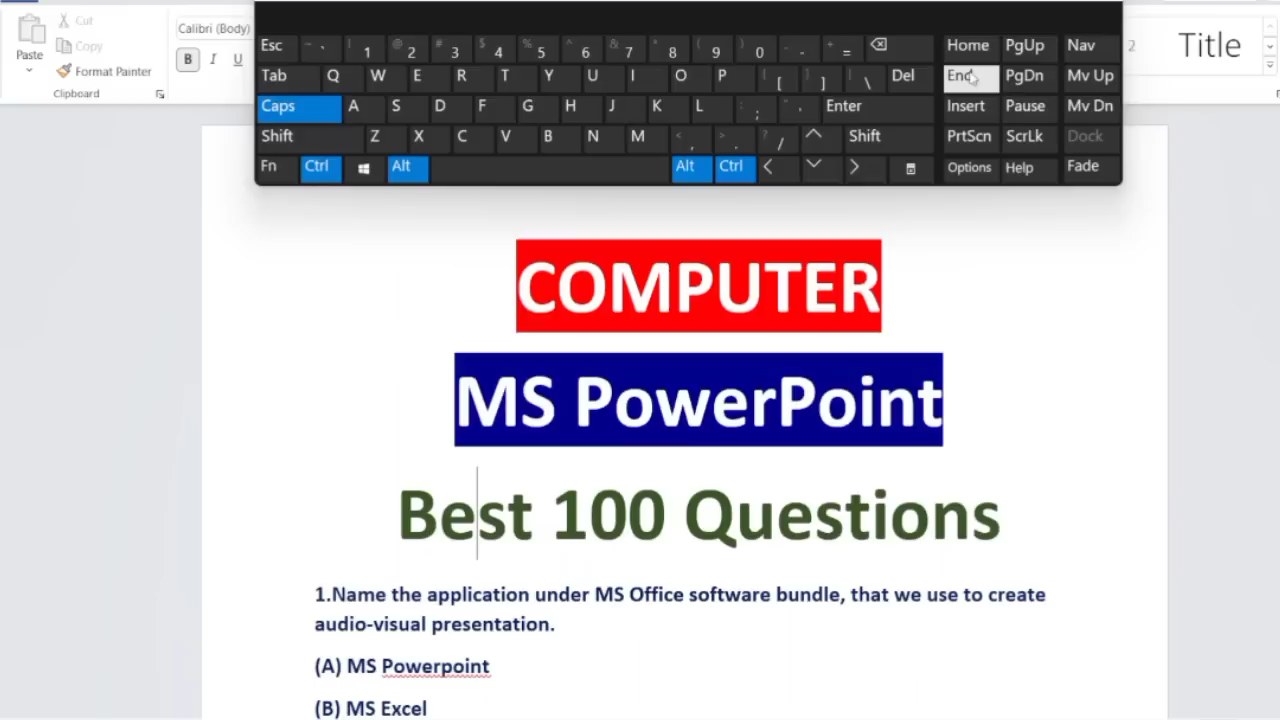 Paste
Cut
Copy
Format Painter
Clipboard
Calibri (Body)
B I U
2
Title
Esc ~ ` ! 1 @ 2 # 3 $ 4 % 5 ^ 6 & 7 * 8 ( 9 ) 0 _ - + = Home PgUp Nav
Tab Q W E R T Y U I O P { [ } ] | \ Del End PgDn Mv Up
Caps A S D F G H J K L : ; " ' Enter Insert Pause Mv Dn
Shift Z X C V B N M < , > . ? / Shift PrtScn ScrLk Dock
Fn Ctrl Alt Alt Ctrl Options Help Fade
COMPUTER
MS PowerPoint
Best 100 Questions
1.Name the application under MS Office software bundle, that we use to create
audio-visual presentation.
(A) MS Powerpoint
(B) MS Excel